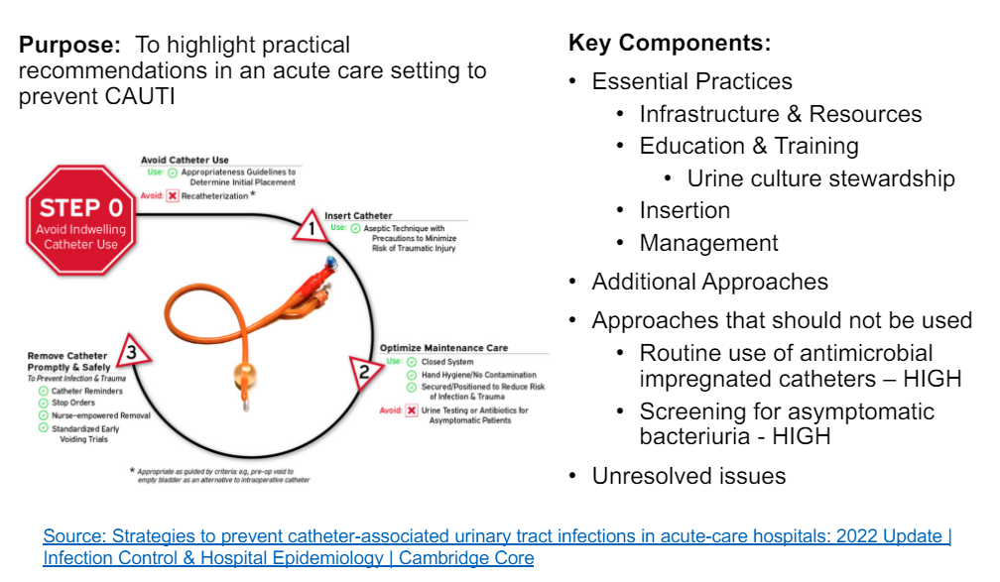 Purpose: To highlight practical
recommendations in an acute care setting to
prevent CAUTI
STEP 0
Avoid Indwelling
Catheter Use
Avoid Catheter Use
Use: Appropriateness Guidelines to
Determine Initial Placement
Avoid: Recatheterization *
1
Insert Catheter
Use: Aseptic Technique with
Precautions to Minimize
Risk of Traumatic Injury
2
Optimize Maintenance Care
Use: Closed System
Hand Hygiene/No Contamination
Secured/Positioned to Reduce Risk
of Infection & Trauma
Avoid: Urine Testing or Antibiotics for
Asymptomatic Patients
3
Remove Catheter
Promptly & Safely
To Prevent Infection & Trauma
Catheter Reminders
Stop Orders
Nurse-empowered Removal
Standardized Early
Voiding Trials
* Appropriate as guided by criteria: e.g., pre-op void to
empty bladder as an alternative to intraoperative catheter
Key Components:
• Essential Practices
• Infrastructure & Resources
• Education & Training
• Urine culture stewardship
• Insertion
• Management
• Additional Approaches
• Approaches that should not be used
• Routine use of antimicrobial
impregnated catheters – HIGH
• Screening for asymptomatic
bacteriuria - HIGH
• Unresolved issues
Source: Strategies to prevent catheter-associated urinary tract infections in acute-care hospitals: 2022 Update |
Infection Control & Hospital Epidemiology | Cambridge Core